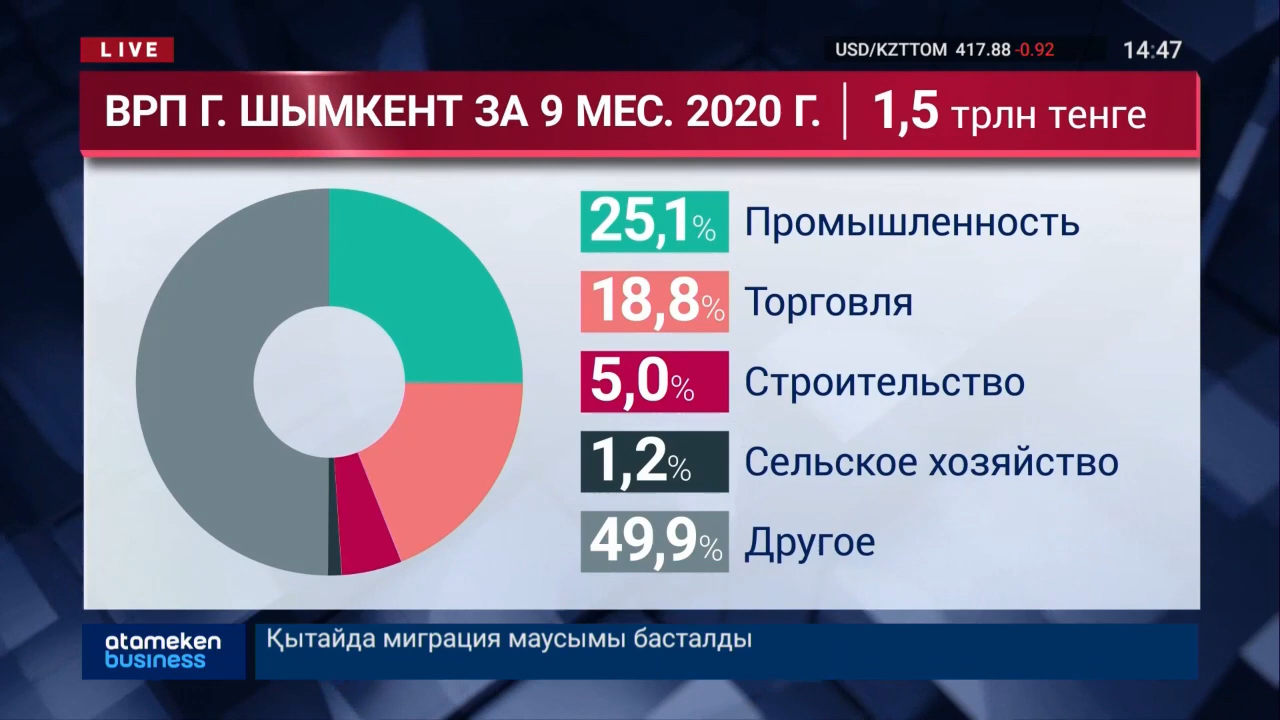 LIVE
USD/KZTTOM 417.88 -0.92
14:47
ВРП Г. ШЫМКЕНТ ЗА 9 МЕС. 2020 Г. 1,5 трлн тенге
25,1% Промышленность
18,8% Торговля
5,0% Строительство
1,2% Сельское хозяйство
49,9% Другое
atameken
business
Қытайда миграция маусымы басталды